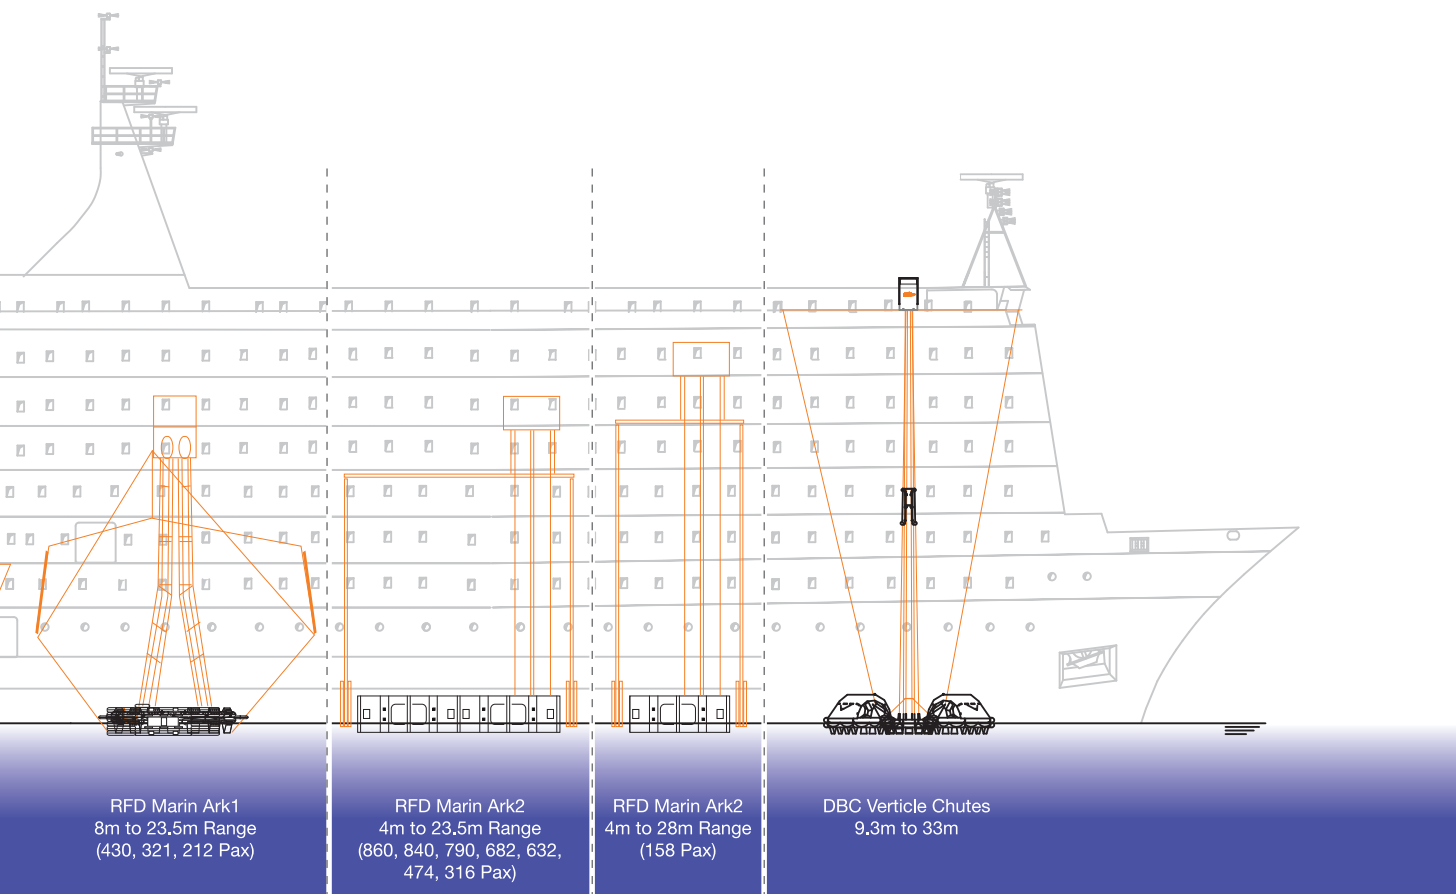 RFD Marin Ark1
8m to 23.5m Range
(430, 321, 212 Pax)
RFD Marin Ark2
4m to 23.5m Range
(860, 840, 790, 682, 632,
474, 316 Pax)
RFD Marin Ark2
4m to 28m Range
(158 Pax)
DBC Verticle Chutes
9.3m to 33m